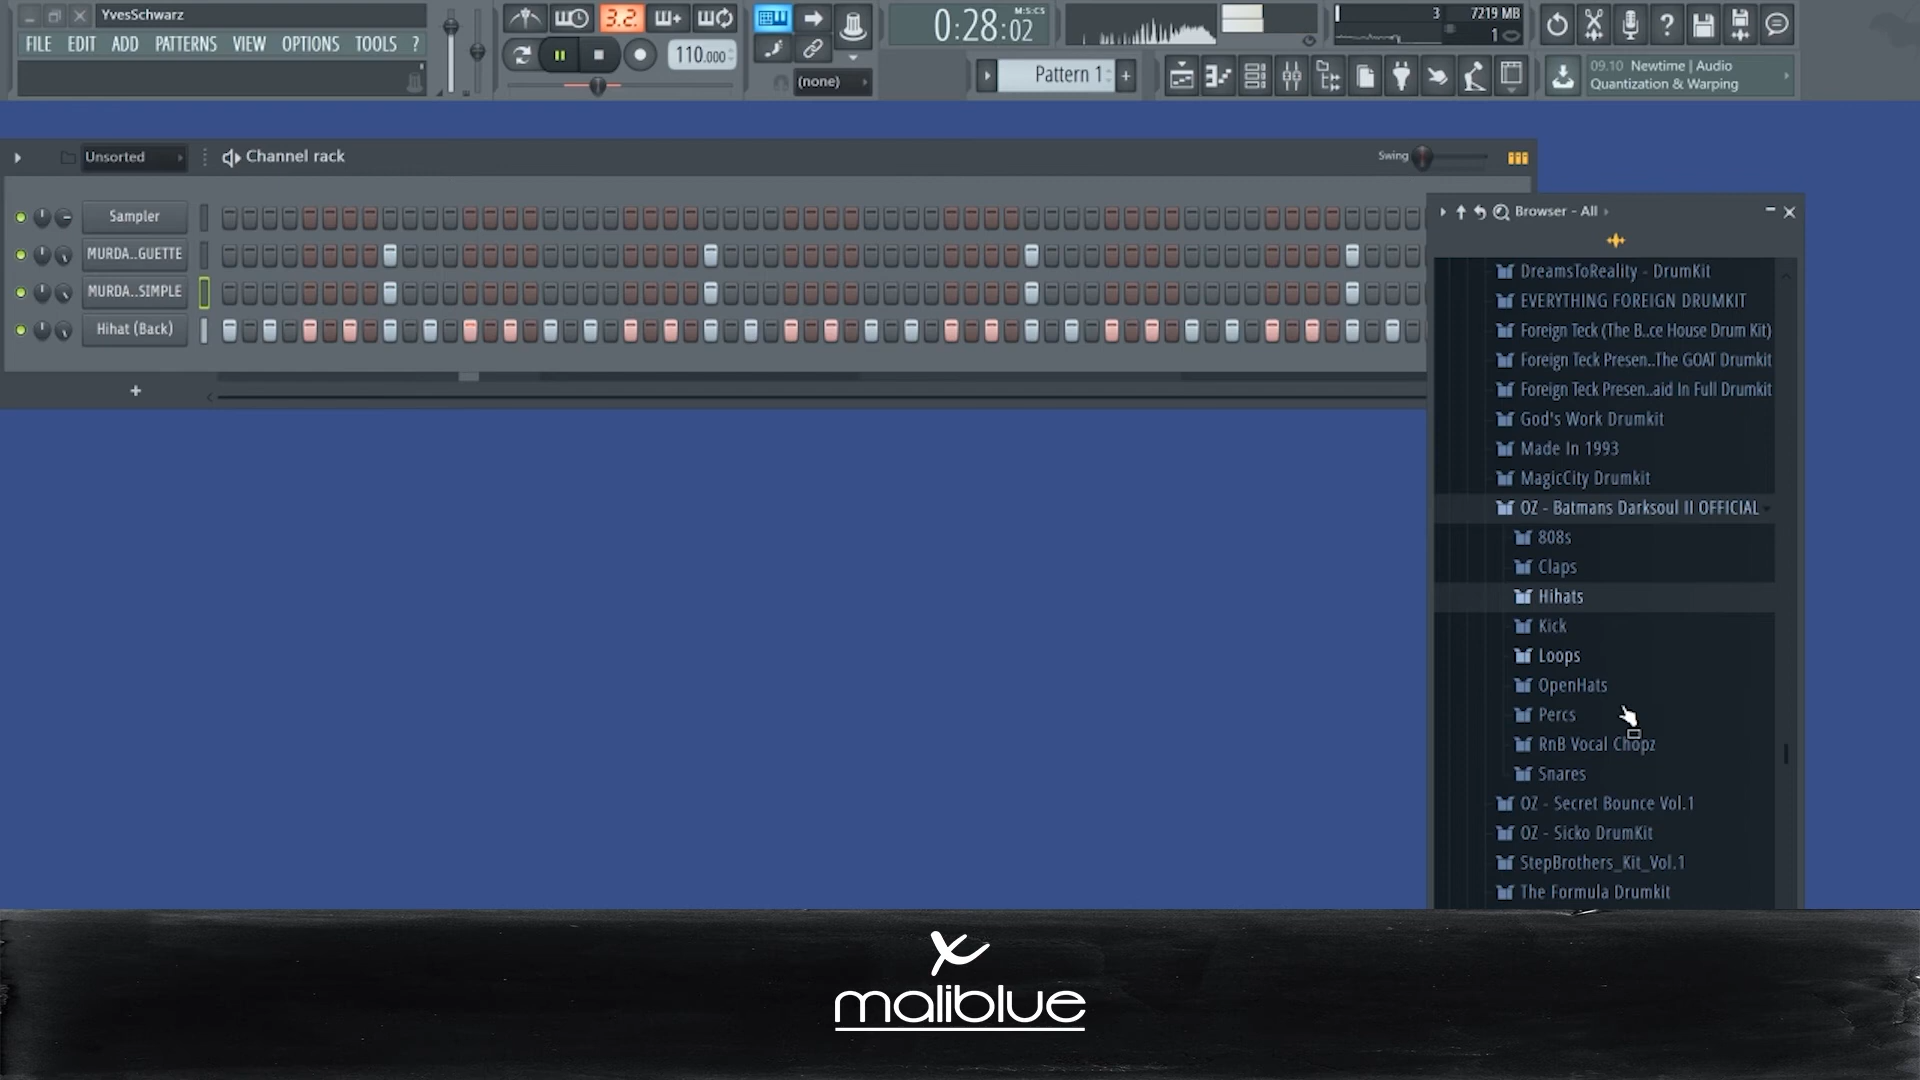 YvesSchwarz
FILE EDIT ADD PATTERNS VIEW OPTIONS TOOLS ?
3.2.
110.000
(none)
0:28:02
M:S:CS
Pattern 1
3
7219 MB
1
09.10 Newtime | Audio
Quantization & Warping
Unsorted
Channel rack
Swing
Sampler
MURDA..GUETTE
MURDA..SIMPLE
Hihat (Back)
Browser - All
DreamsToReality - DrumKit
EVERYTHING FOREIGN DRUMKIT
Foreign Teck (The B..ce House Drum Kit)
Foreign Teck Presen..The GOAT Drumkit
Foreign Teck Presen..aid In Full Drumkit
God's Work Drumkit
Made In 1993
MagicCity Drumkit
OZ - Batmans Darksoul II OFFICIAL
808s
Claps
Hihats
Kick
Loops
OpenHats
Percs
RnB Vocal Chopz
Snares
OZ - Secret Bounce Vol.1
OZ - Sicko DrumKit
StepBrothers_Kit_Vol.1
The Formula Drumkit
maliblue